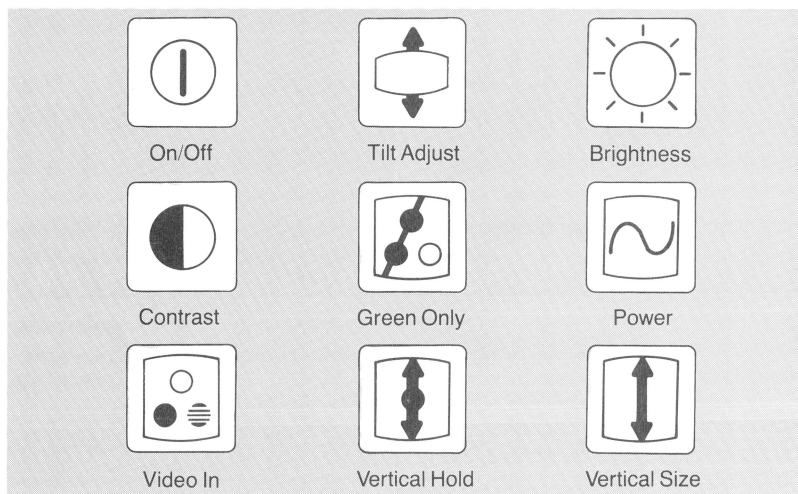 On/Off
Tilt Adjust
Brightness
Contrast
Green Only
Power
Video In
Vertical Hold
Vertical Size